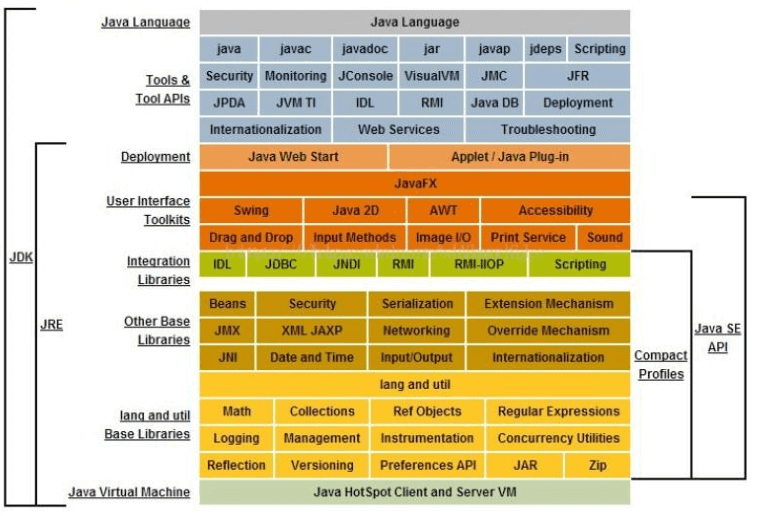 Java Language Java Language
java javac javadoc jar javap jdeps Scripting
Security Monitoring JConsole VisualVM JMC JFR
Tools &
Tool APIs
JPDA JVM TI IDL RMI Java DB Deployment
Internationalization Web Services Troubleshooting
Deployment Java Web Start Applet / Java Plug-in
JavaFX
User Interface
Toolkits
Swing Java 2D AWT Accessibility
Drag and Drop Input Methods Image I/O Print Service Sound
Integration
Libraries
IDL JDBC JNDI RMI RMI-IIOP Scripting
JDK
Beans Security Serialization Extension Mechanism
Other Base
Libraries
JMX XML JAXP Networking Override Mechanism
JRE
Java SE
API
JNI Date and Time Input/Output Internationalization
Compact
Profiles
lang and util
lang and util
Base Libraries
Math Collections Ref Objects Regular Expressions
Logging Management Instrumentation Concurrency Utilities
Reflection Versioning Preferences API JAR Zip
Java Virtual Machine Java HotSpot Client and Server VM